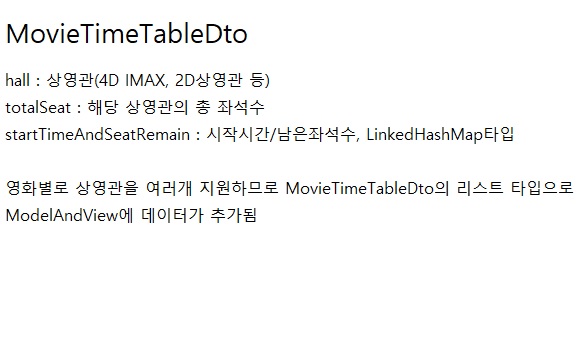 MovieTimeTableDto
hall : 상영관(4D IMAX, 2D상영관 등)
totalSeat : 해당 상영관의 총 좌석수
startTimeAndSeatRemain : 시작시간/남은좌석수, LinkedHashMap타입
영화별로 상영관을 여러개 지원하므로 MovieTimeTableDto의 리스트 타입으로
ModelAndView에 데이터가 추가됨